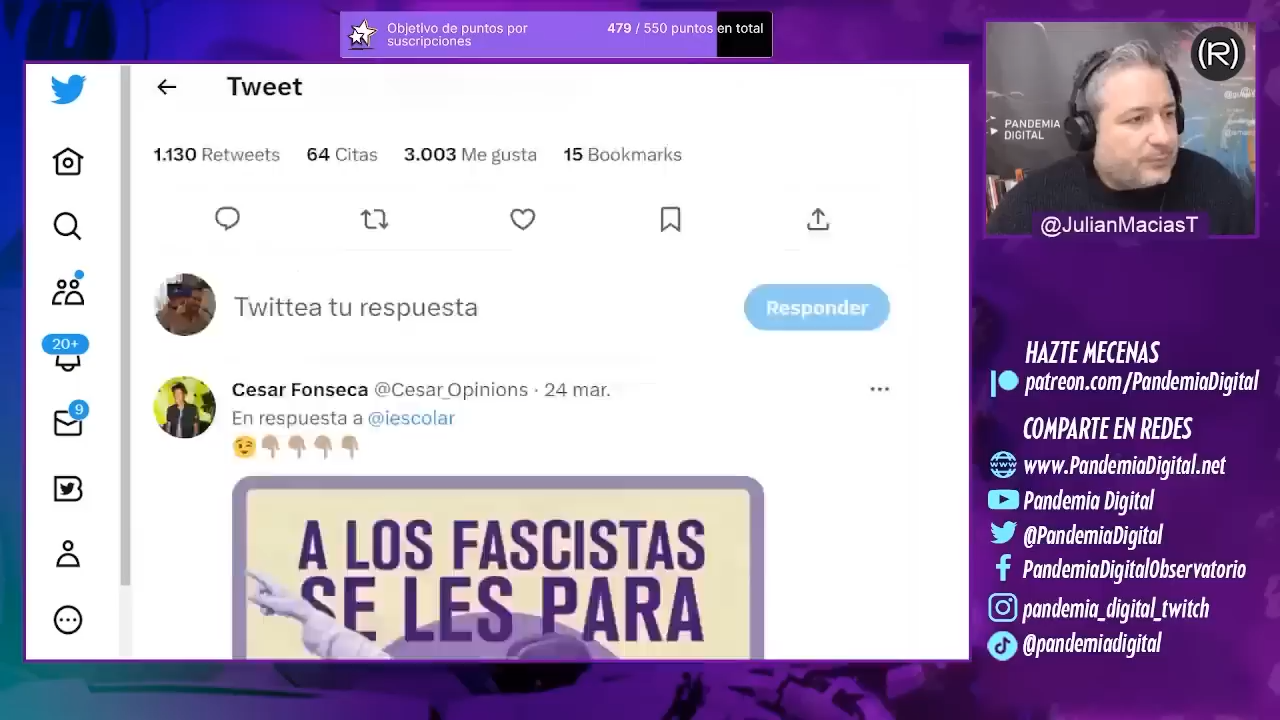 Objetivo de puntos por
suscripciones
479 / 550 puntos en total
Tweet
1.130 Retweets 64 Citas 3.003 Me gusta 15 Bookmarks
Twittea tu respuesta
Responder
20+
9
Cesar Fonseca @Cesar_Opinions · 24 mar.
En respuesta a @iescolar
A LOS FASCISTAS
SE LES PARA
(R)
PANDEMIA
DIGITAL
@JulianMaciasT
HAZTE MECENAS
patreon.com/PandemiaDigital
COMPARTE EN REDES
www.PandemiaDigital.net
Pandemia Digital
@PandemiaDigital
PandemiaDigitalObservatorio
pandemia_digital_twitch
@pandemiadigital